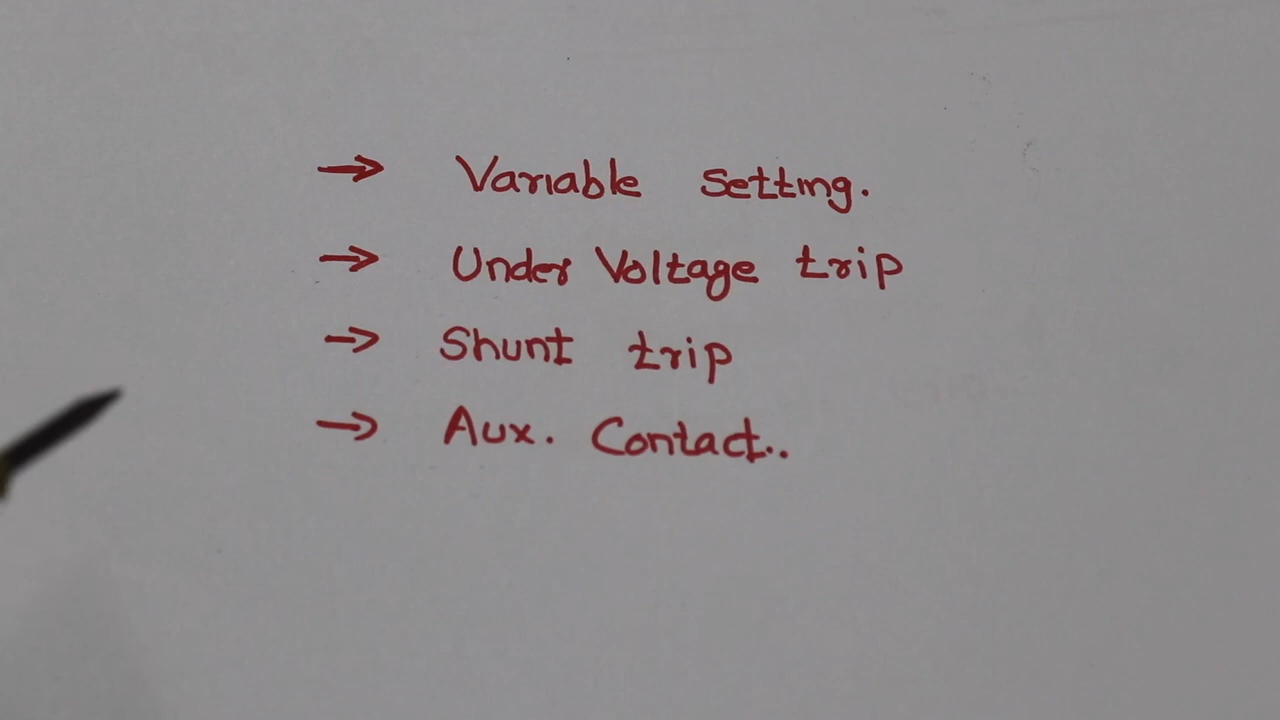 → Variable Setting.
→ Under Voltage trip
→ Shunt trip
→ Aux. Contact..